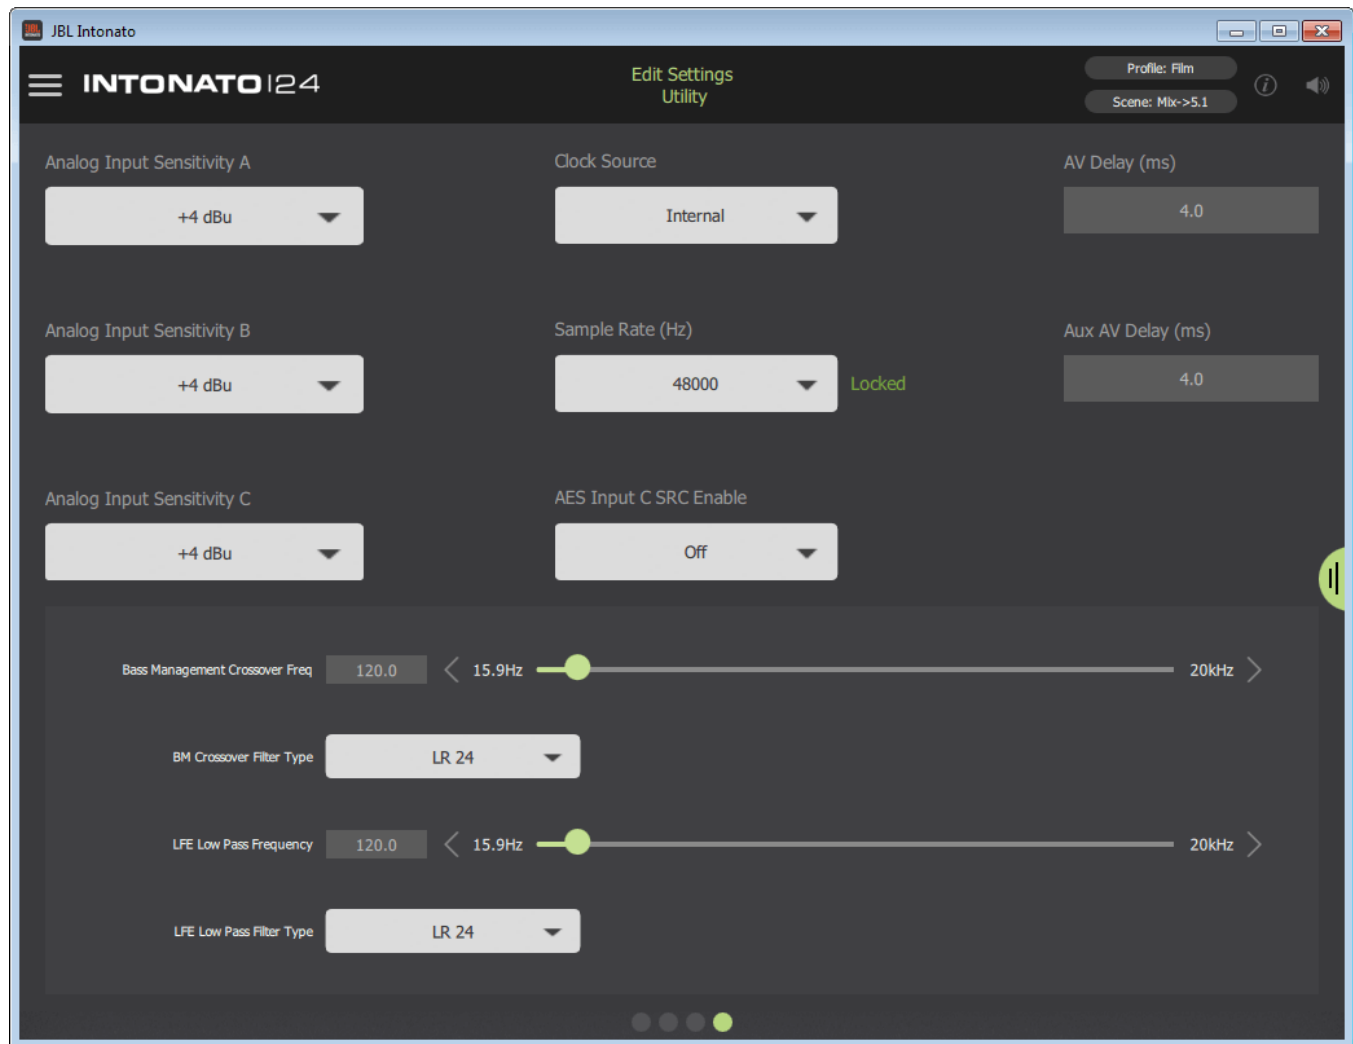 JBL Intonato
INTONATO|24
Edit Settings
Utility
Profile: Film
Scene: Mix->5.1
Analog Input Sensitivity A
Clock Source
AV Delay (ms)
+4 dBu
Internal
4.0
Analog Input Sensitivity B
Sample Rate (Hz)
Aux AV Delay (ms)
+4 dBu
48000
Locked
4.0
Analog Input Sensitivity C
AES Input C SRC Enable
+4 dBu
Off
Bass Management Crossover Freq 120.0 15.9Hz 20kHz
BM Crossover Filter Type LR 24
LFE Low Pass Frequency 120.0 15.9Hz 20kHz
LFE Low Pass Filter Type LR 24